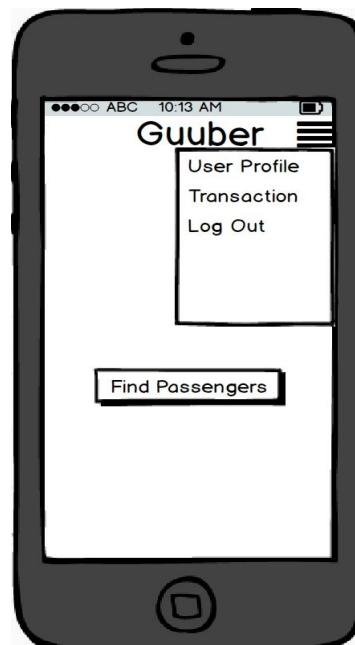 ABC 10:13 AM
Guuber
User Profile
Transaction
Log Out
Find Passengers